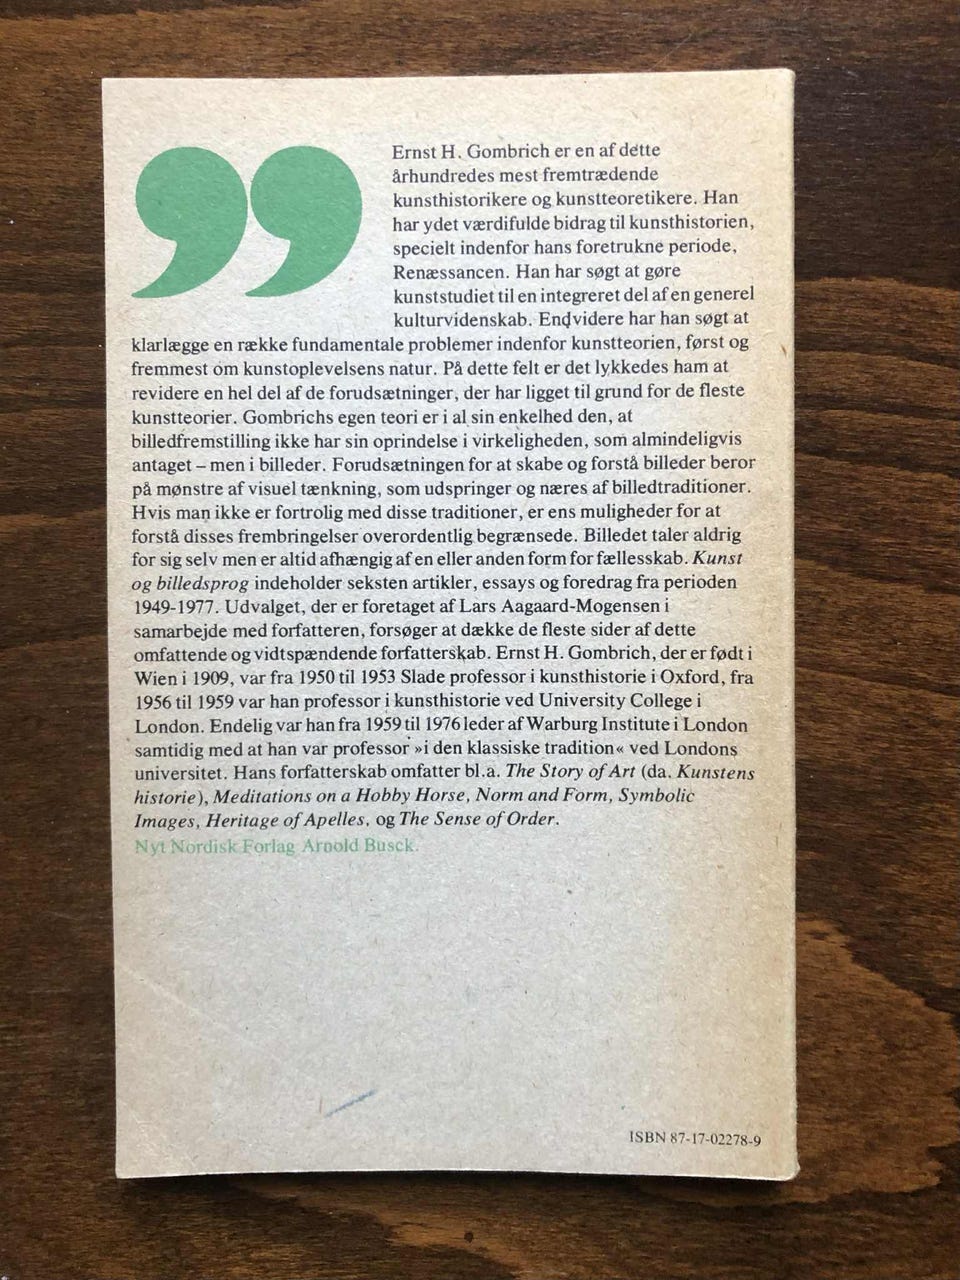 Ernst H. Gombrich er en af dette
århundredes mest fremtrædende
kunsthistorikere og kunstteoretikere. Han
har ydet værdifulde bidrag til kunsthistorien,
specielt indenfor hans foretrukne periode,
Renæssancen. Han har søgt at gøre
kunststudiet til en integreret del af en generel
kulturvidenskab. Endvidere har han søgt at
klarlægge en række fundamentale problemer indenfor kunstteorien, først og
fremmest om kunstoplevelsens natur. På dette felt er det lykkedes ham at
revidere en hel del af de forudsætninger, der har ligget til grund for de fleste
kunstteorier. Gombrichs egen teori er i al sin enkelhed den, at
billedfremstilling ikke har sin oprindelse i virkeligheden, som almindeligvis
antaget – men i billeder. Forudsætningen for at skabe og forstå billeder beror
på mønstre af visuel tænkning, som udspringer og næres af billedtraditioner.
Hvis man ikke er fortrolig med disse traditioner, er ens muligheder for at
forstå disses frembringelser overordentlig begrænsede. Billedet taler aldrig
for sig selv men er altid afhængig af en eller anden form for fællesskab. Kunst
og billedsprog indeholder seksten artikler, essays og foredrag fra perioden
1949-1977. Udvalget, der er foretaget af Lars Aagaard-Mogensen i
samarbejde med forfatteren, forsøger at dække de fleste sider af dette
omfattende og vidtspændende forfatterskab. Ernst H. Gombrich, der er født i
Wien i 1909, var fra 1950 til 1953 Slade professor i kunsthistorie i Oxford, fra
1956 til 1959 var han professor i kunsthistorie ved University College i
London. Endelig var han fra 1959 til 1976 leder af Warburg Institute i London
samtidig med at han var professor »i den klassiske tradition« ved Londons
universitet. Hans forfatterskab omfatter bl.a. The Story of Art (da. Kunstens
historie), Meditations on a Hobby Horse, Norm and Form, Symbolic
Images, Heritage of Apelles, og The Sense of Order.
Nyt Nordisk Forlag Arnold Busck.
ISBN 87-17-02278-9